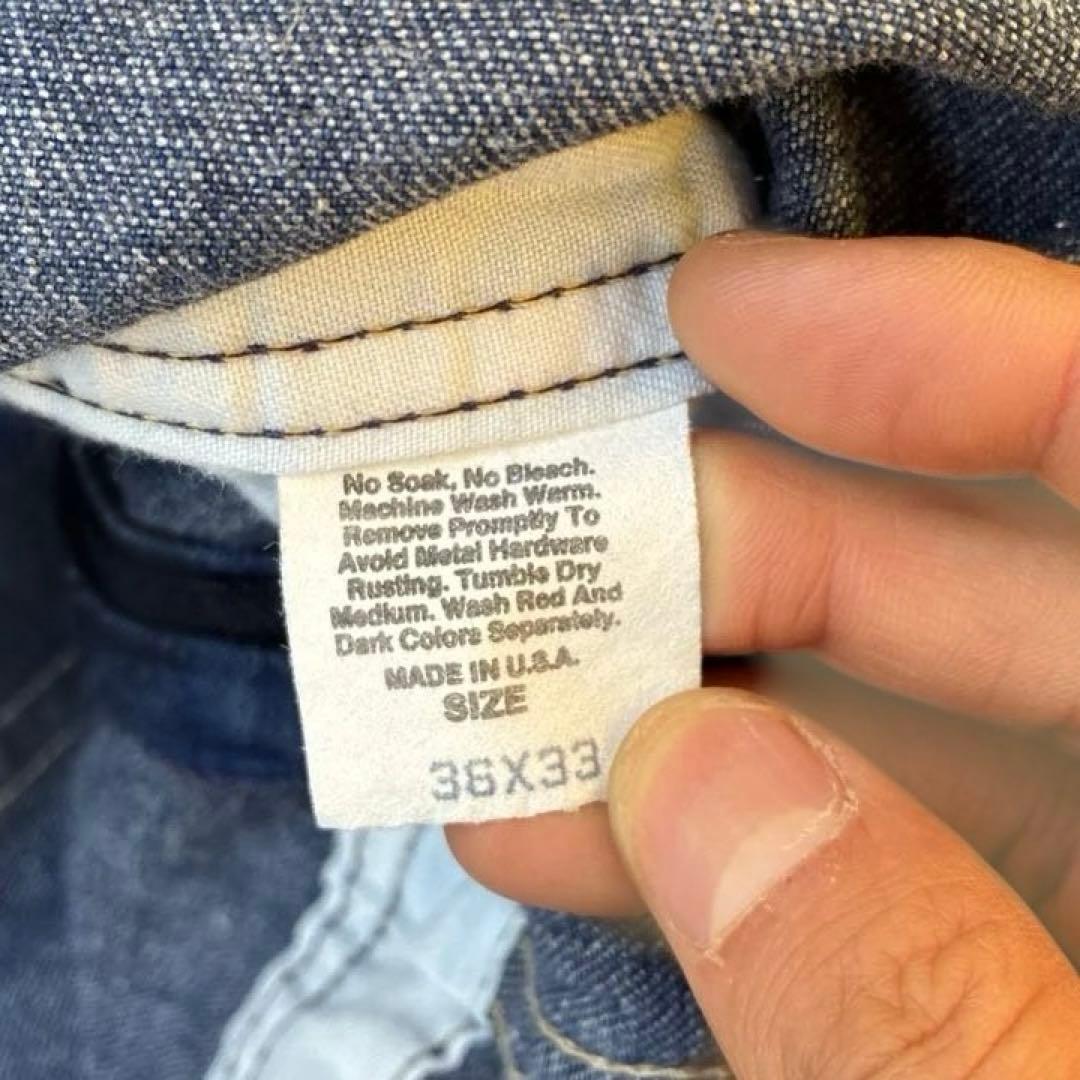 No Soak, No Bleach.
Machine Wash Warm.
Remove Promptly To
Avoid Metal Hardware
Rusting. Tumble Dry
Medium. Wash Red And
Dark Colors Separately.
MADE IN U.S.A.
SIZE
36X33